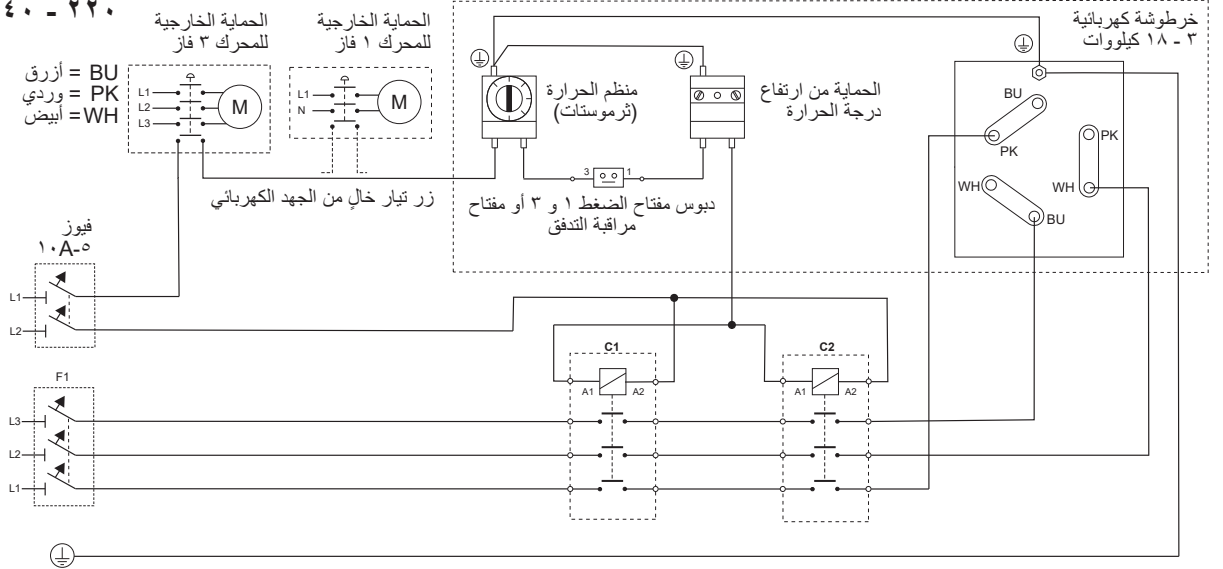 ٢٢٠ - ٤٠
الحماية الخارجية
للمحرك ٣ فاز
الحماية الخارجية
للمحرك ١ فاز
خرطوشة كهربائية
٣ - ١٨ كيلووات
BU = أزرق
PK = وردي
WH = أبيض
L1
L2
L3
M
L1
N
M
منظم الحرارة
(ثرموستات)
الحماية من ارتفاع
درجة الحرارة
BU
PK
PK
WH
WH
BU
3
1
زر تيار خالٍ من الجهد الكهربائي
دبوس مفتاح الضغط ١ و ٣ أو مفتاح
مراقبة التدفق
فيوز
٥-١٠A
L1
L2
F1
L3
L2
L1
C1
A1
A2
C2
A1
A2